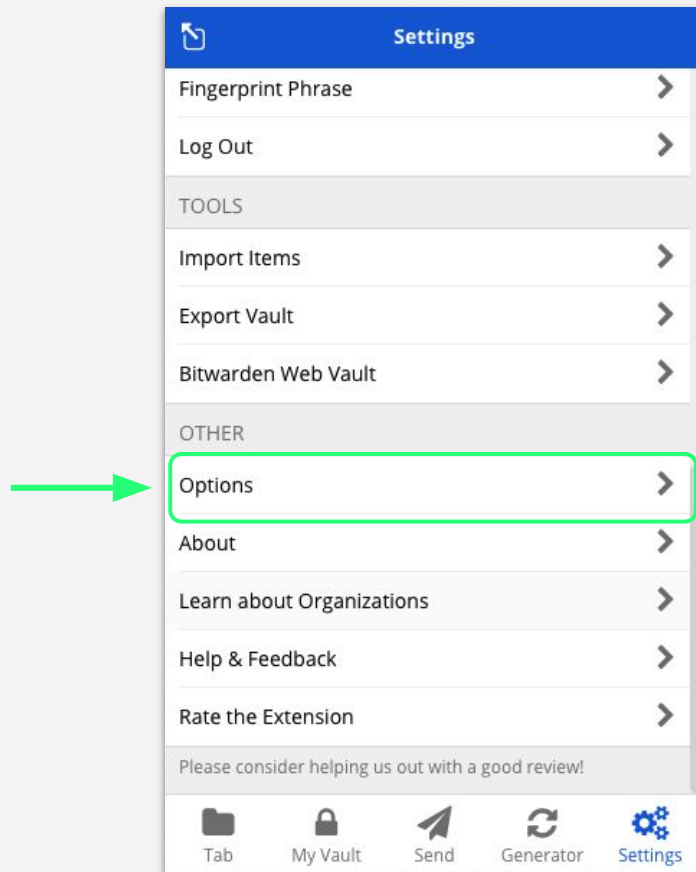 Settings
Fingerprint Phrase
Log Out
TOOLS
Import Items
Export Vault
Bitwarden Web Vault
OTHER
Options
About
Learn about Organizations
Help & Feedback
Rate the Extension
Please consider helping us out with a good review!
Tab My Vault Send Generator Settings